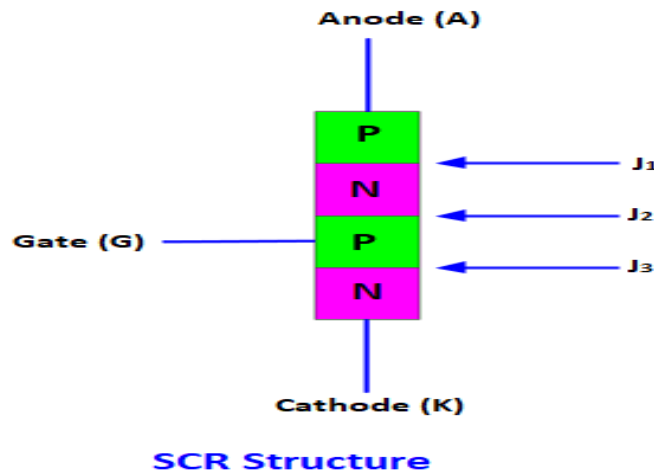 Anode (A)
P
J1
N
J2
Gate (G)
P
J3
N
Cathode (K)
SCR Structure